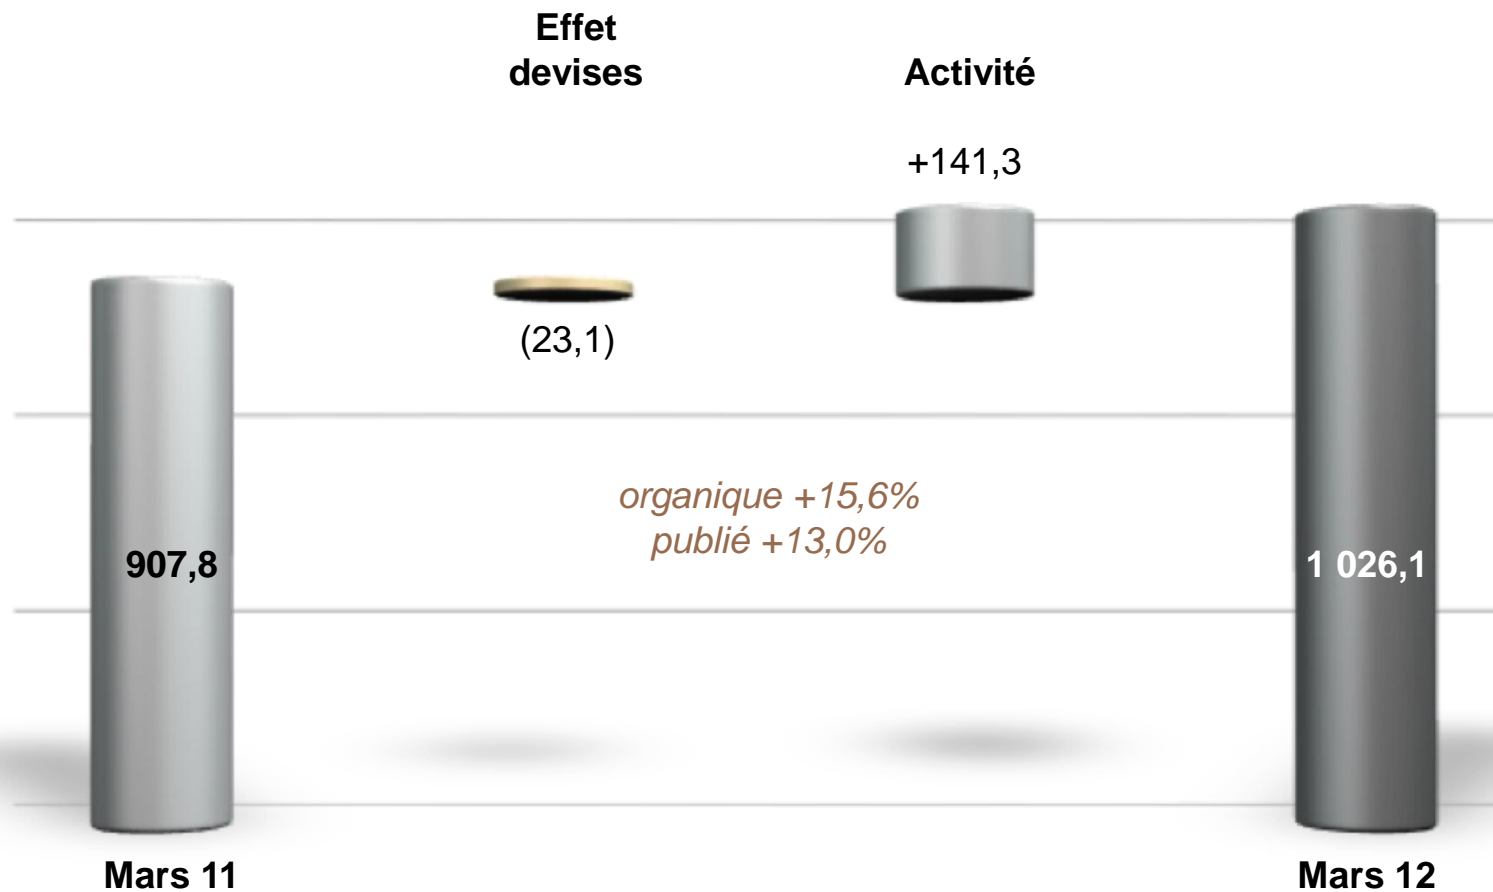 Effet
devises
Activité
+141,3
(23,1)
organique +15,6%
publié +13,0%
907,8
1 026,1
Mars 11
Mars 12